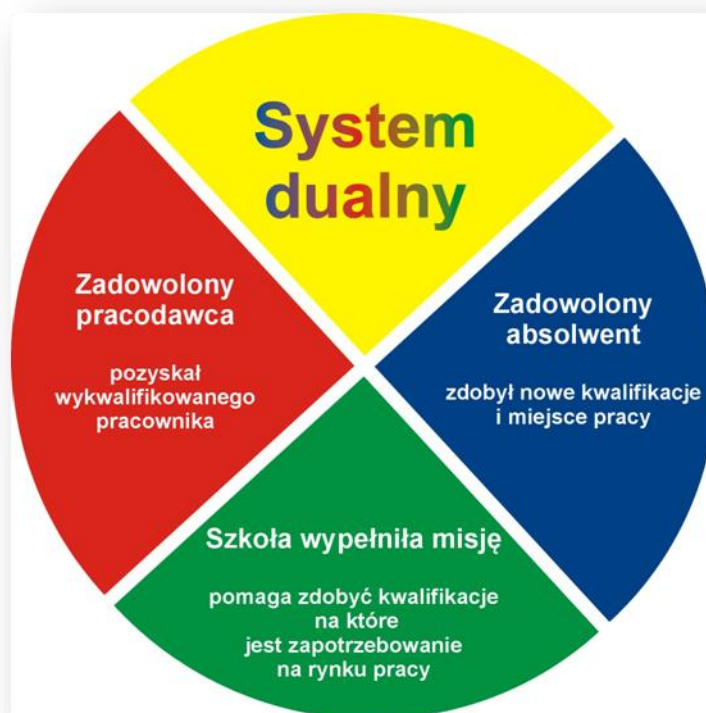 System
dualny
Zadowolony
pracodawca
pozyskał
wykwalifikowanego
pracownika
Zadowolony
absolwent
zdobył nowe kwalifikacje
i miejsce pracy
Szkoła wypełniła misję
pomaga zdobyć kwalifikacje
na które
jest zapotrzebowanie
na rynku pracy